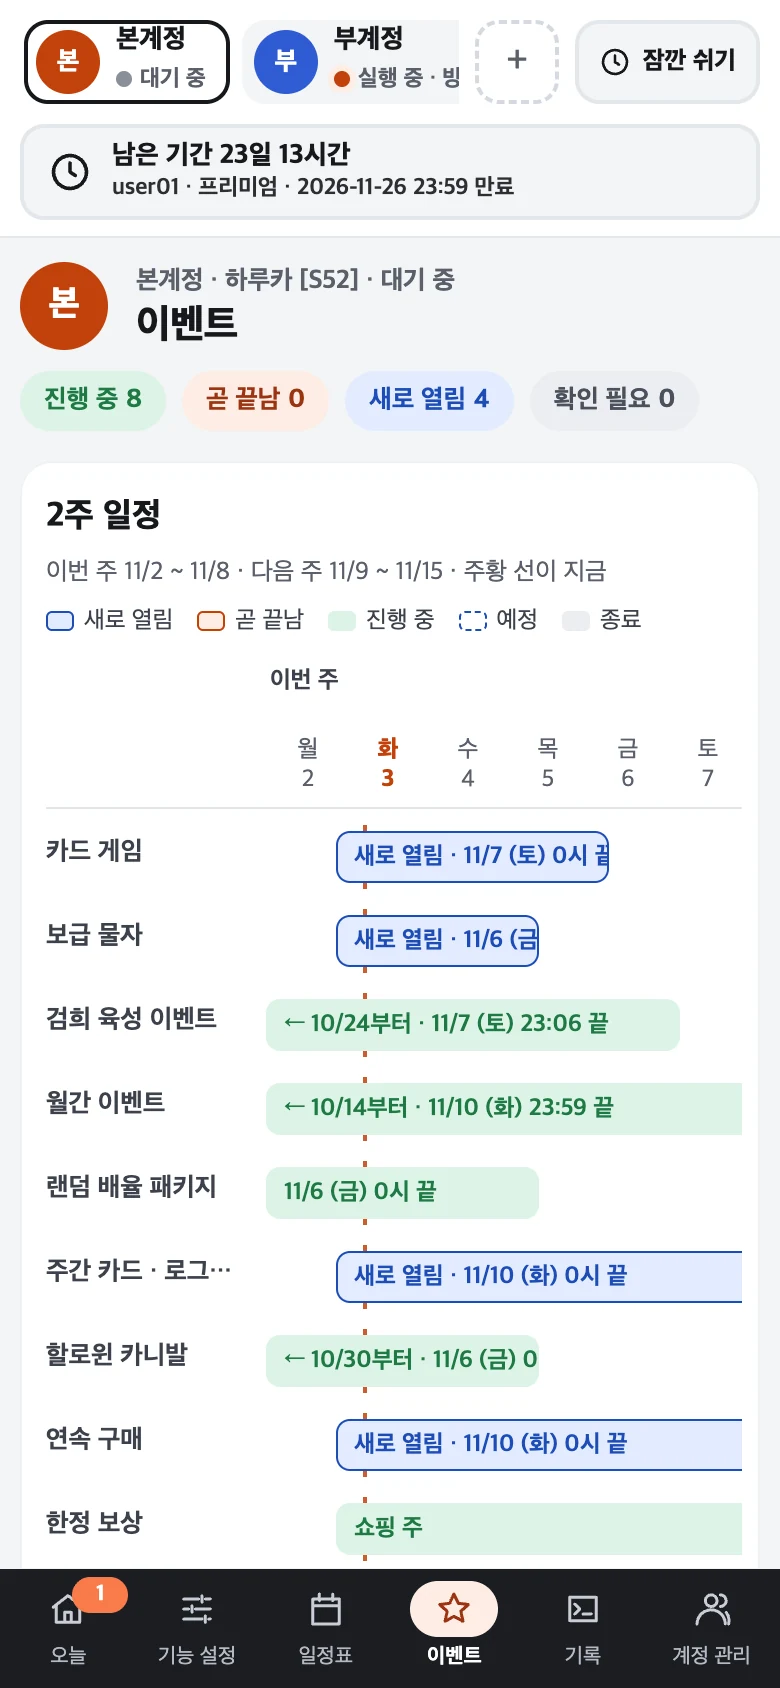 본 본계정
대기 중
부 부계정
실행 중 · 방
+
잠깐 쉬기
남은 기간 23일 13시간
user01 · 프리미엄 · 2026-11-26 23:59 만료
본
본계정 · 하루카 [S52] · 대기 중
이벤트
진행 중 8
곧 끝남 0
새로 열림 4
확인 필요 0
2주 일정
이번 주 11/2 ~ 11/8 · 다음 주 11/9 ~ 11/15 · 주황 선이 지금
새로 열림 곧 끝남 진행 중 예정 종료
이번 주
월 화 수 목 금 토
2 3 4 5 6 7
카드 게임 새로 열림 · 11/7 (토) 0시 끝
보급 물자 새로 열림 · 11/6 (금
검희 육성 이벤트 ← 10/24부터 · 11/7 (토) 23:06 끝
월간 이벤트 ← 10/14부터 · 11/10 (화) 23:59 끝
랜덤 배율 패키지 11/6 (금) 0시 끝
주간 카드 · 로그… 새로 열림 · 11/10 (화) 0시 끝
할로윈 카니발 ← 10/30부터 · 11/6 (금) 0
연속 구매 새로 열림 · 11/10 (화) 0시 끝
한정 보상 쇼핑 주
1
오늘 기능 설정 일정표 이벤트 기록 계정 관리